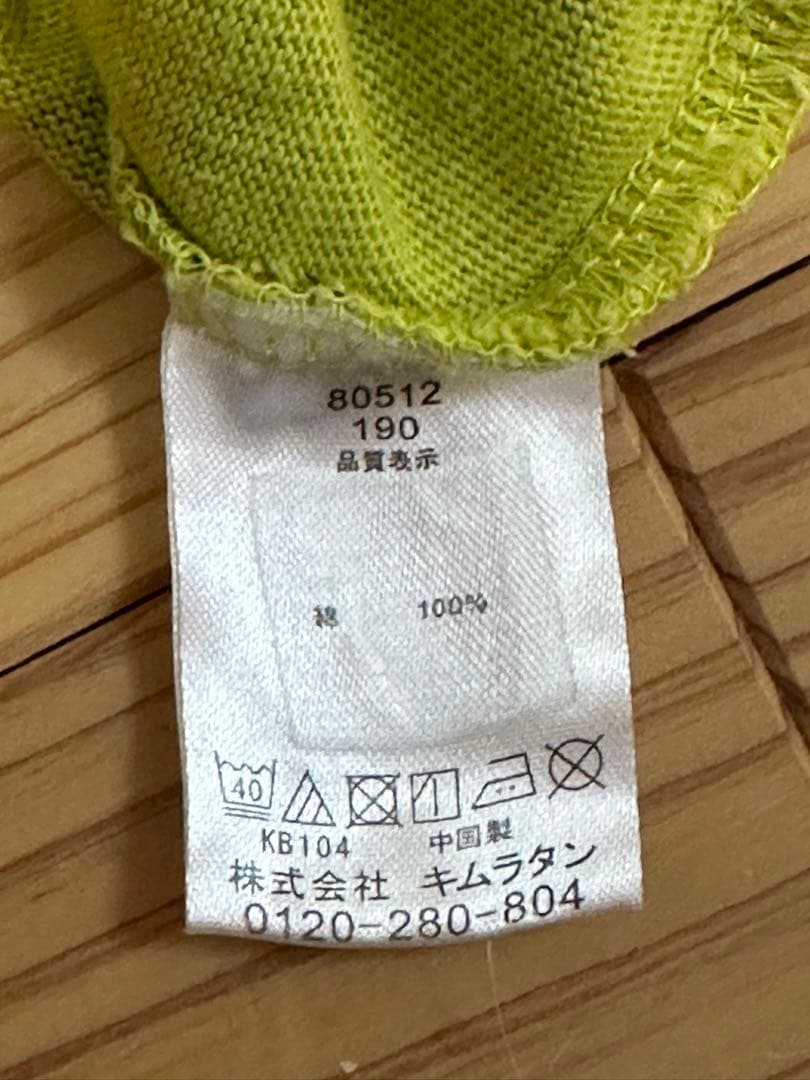 80512
190
品質表示
綿 100%
40
KB104 中国製
株式会社 キムラタン
0120-280-804